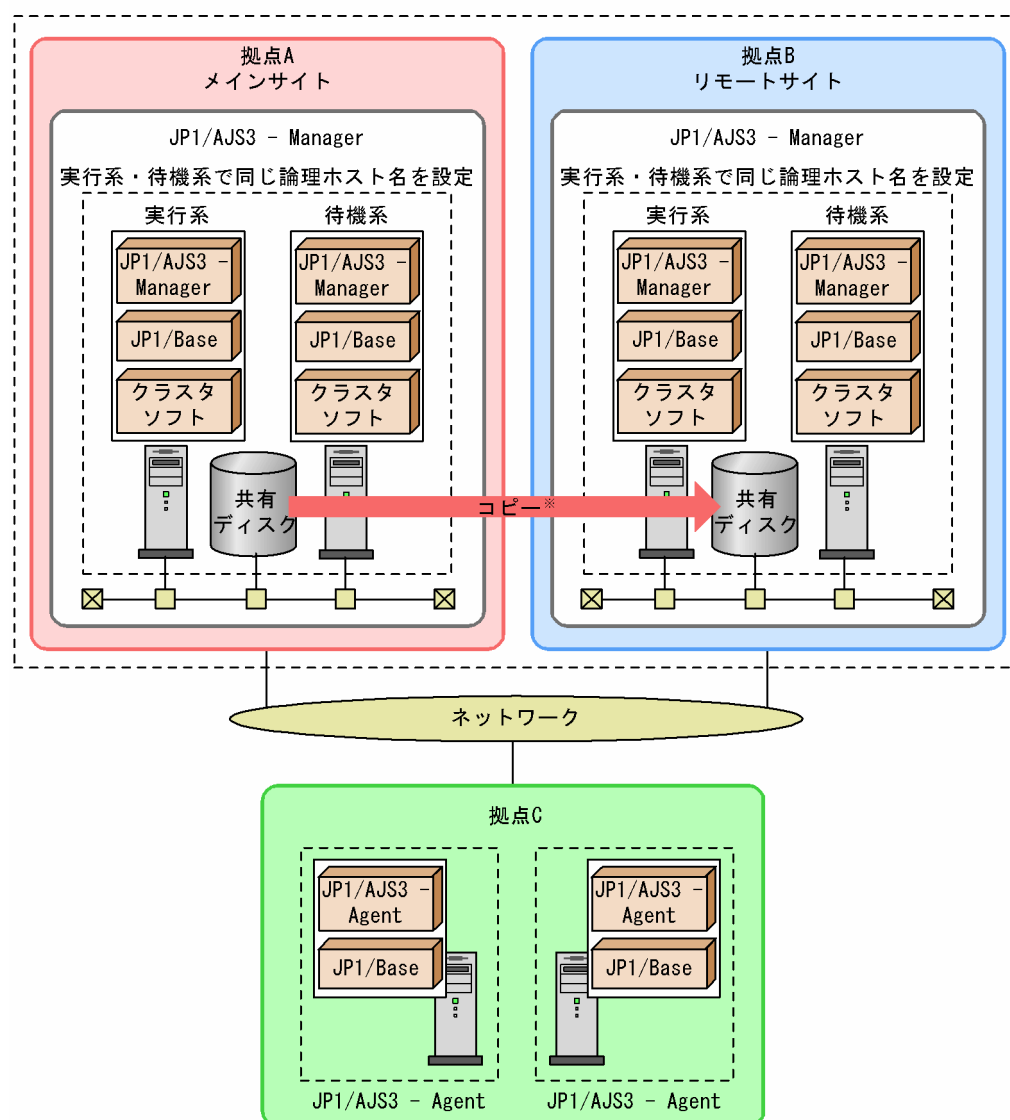 拠点A
メインサイト
JP1/AJS3 - Manager
実行系・待機系で同じ論理ホスト名を設定
実行系
待機系
JP1/AJS3 -
Manager
JP1/Base
クラスタ
ソフト
JP1/AJS3 -
Manager
JP1/Base
クラスタ
ソフト
共有
ディスク
コピー※
拠点B
リモートサイト
JP1/AJS3 - Manager
実行系・待機系で同じ論理ホスト名を設定
実行系
待機系
JP1/AJS3 -
Manager
JP1/Base
クラスタ
ソフト
JP1/AJS3 -
Manager
JP1/Base
クラスタ
ソフト
共有
ディスク
ネットワーク
拠点C
JP1/AJS3 -
Agent
JP1/Base
JP1/AJS3 - Agent
JP1/AJS3 -
Agent
JP1/Base
JP1/AJS3 - Agent